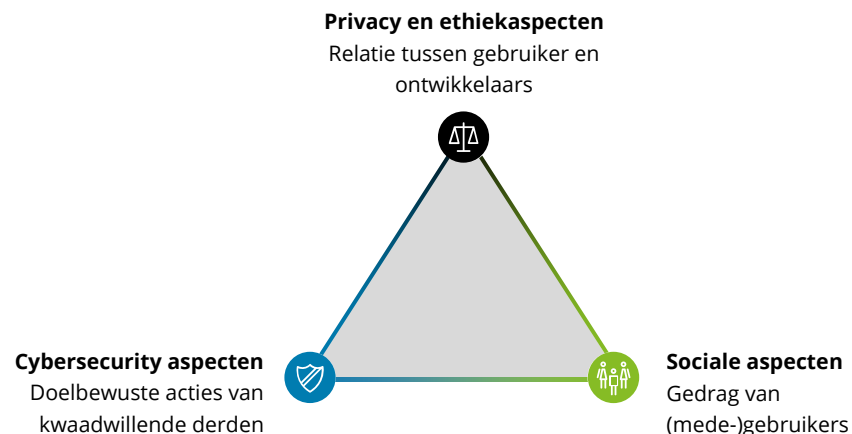 Privacy en ethiekaspecten
Relatie tussen gebruiker en
ontwikkelaars
Cybersecurity aspecten
Doelbewuste acties van
kwaadwillende derden
Sociale aspecten
Gedrag van
(mede-)gebruikers